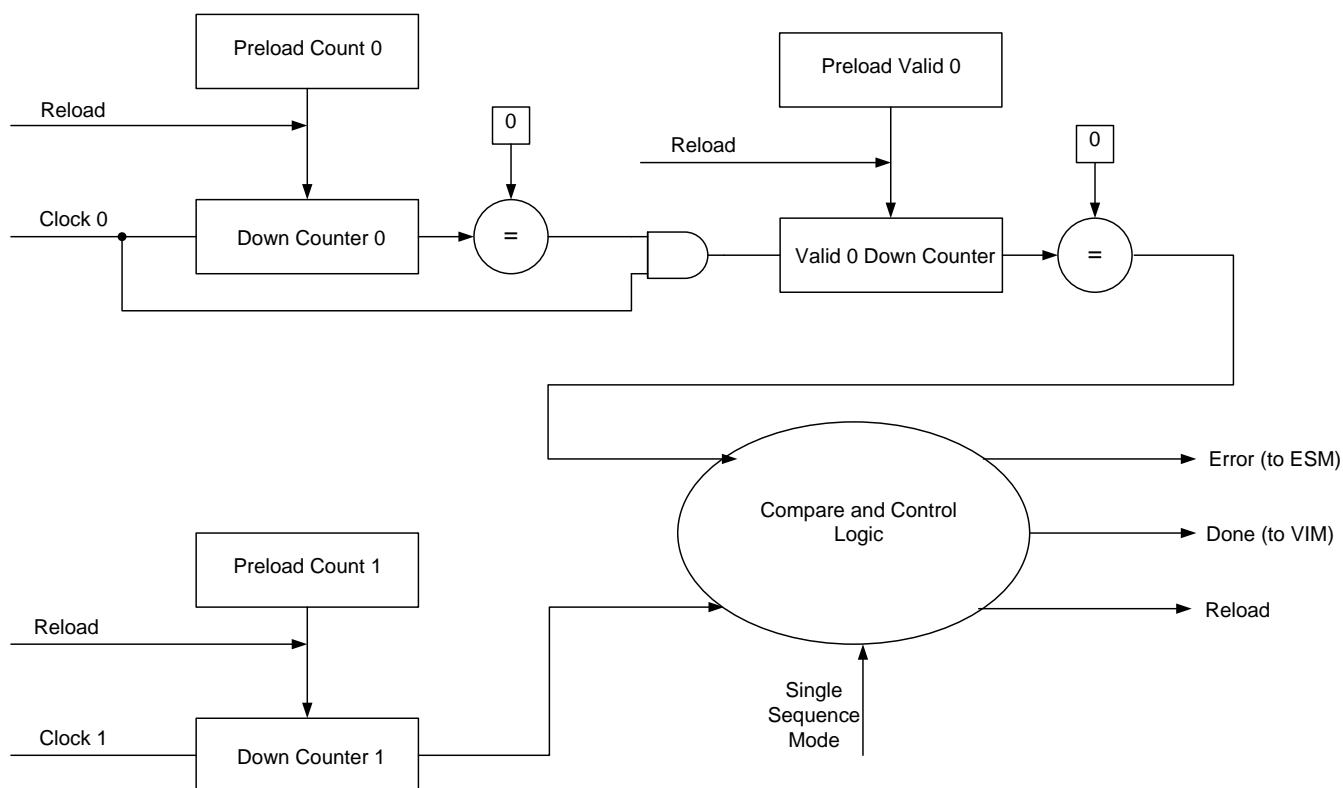 Preload Count 0
Preload Valid 0
Reload
0
0
Reload
Clock 0
Down Counter 0
=
Valid 0 Down Counter
=
Compare and Control
Logic
Error (to ESM)
Done (to VIM)
Reload
Preload Count 1
Reload
Single
Sequence
Mode
Clock 1
Down Counter 1